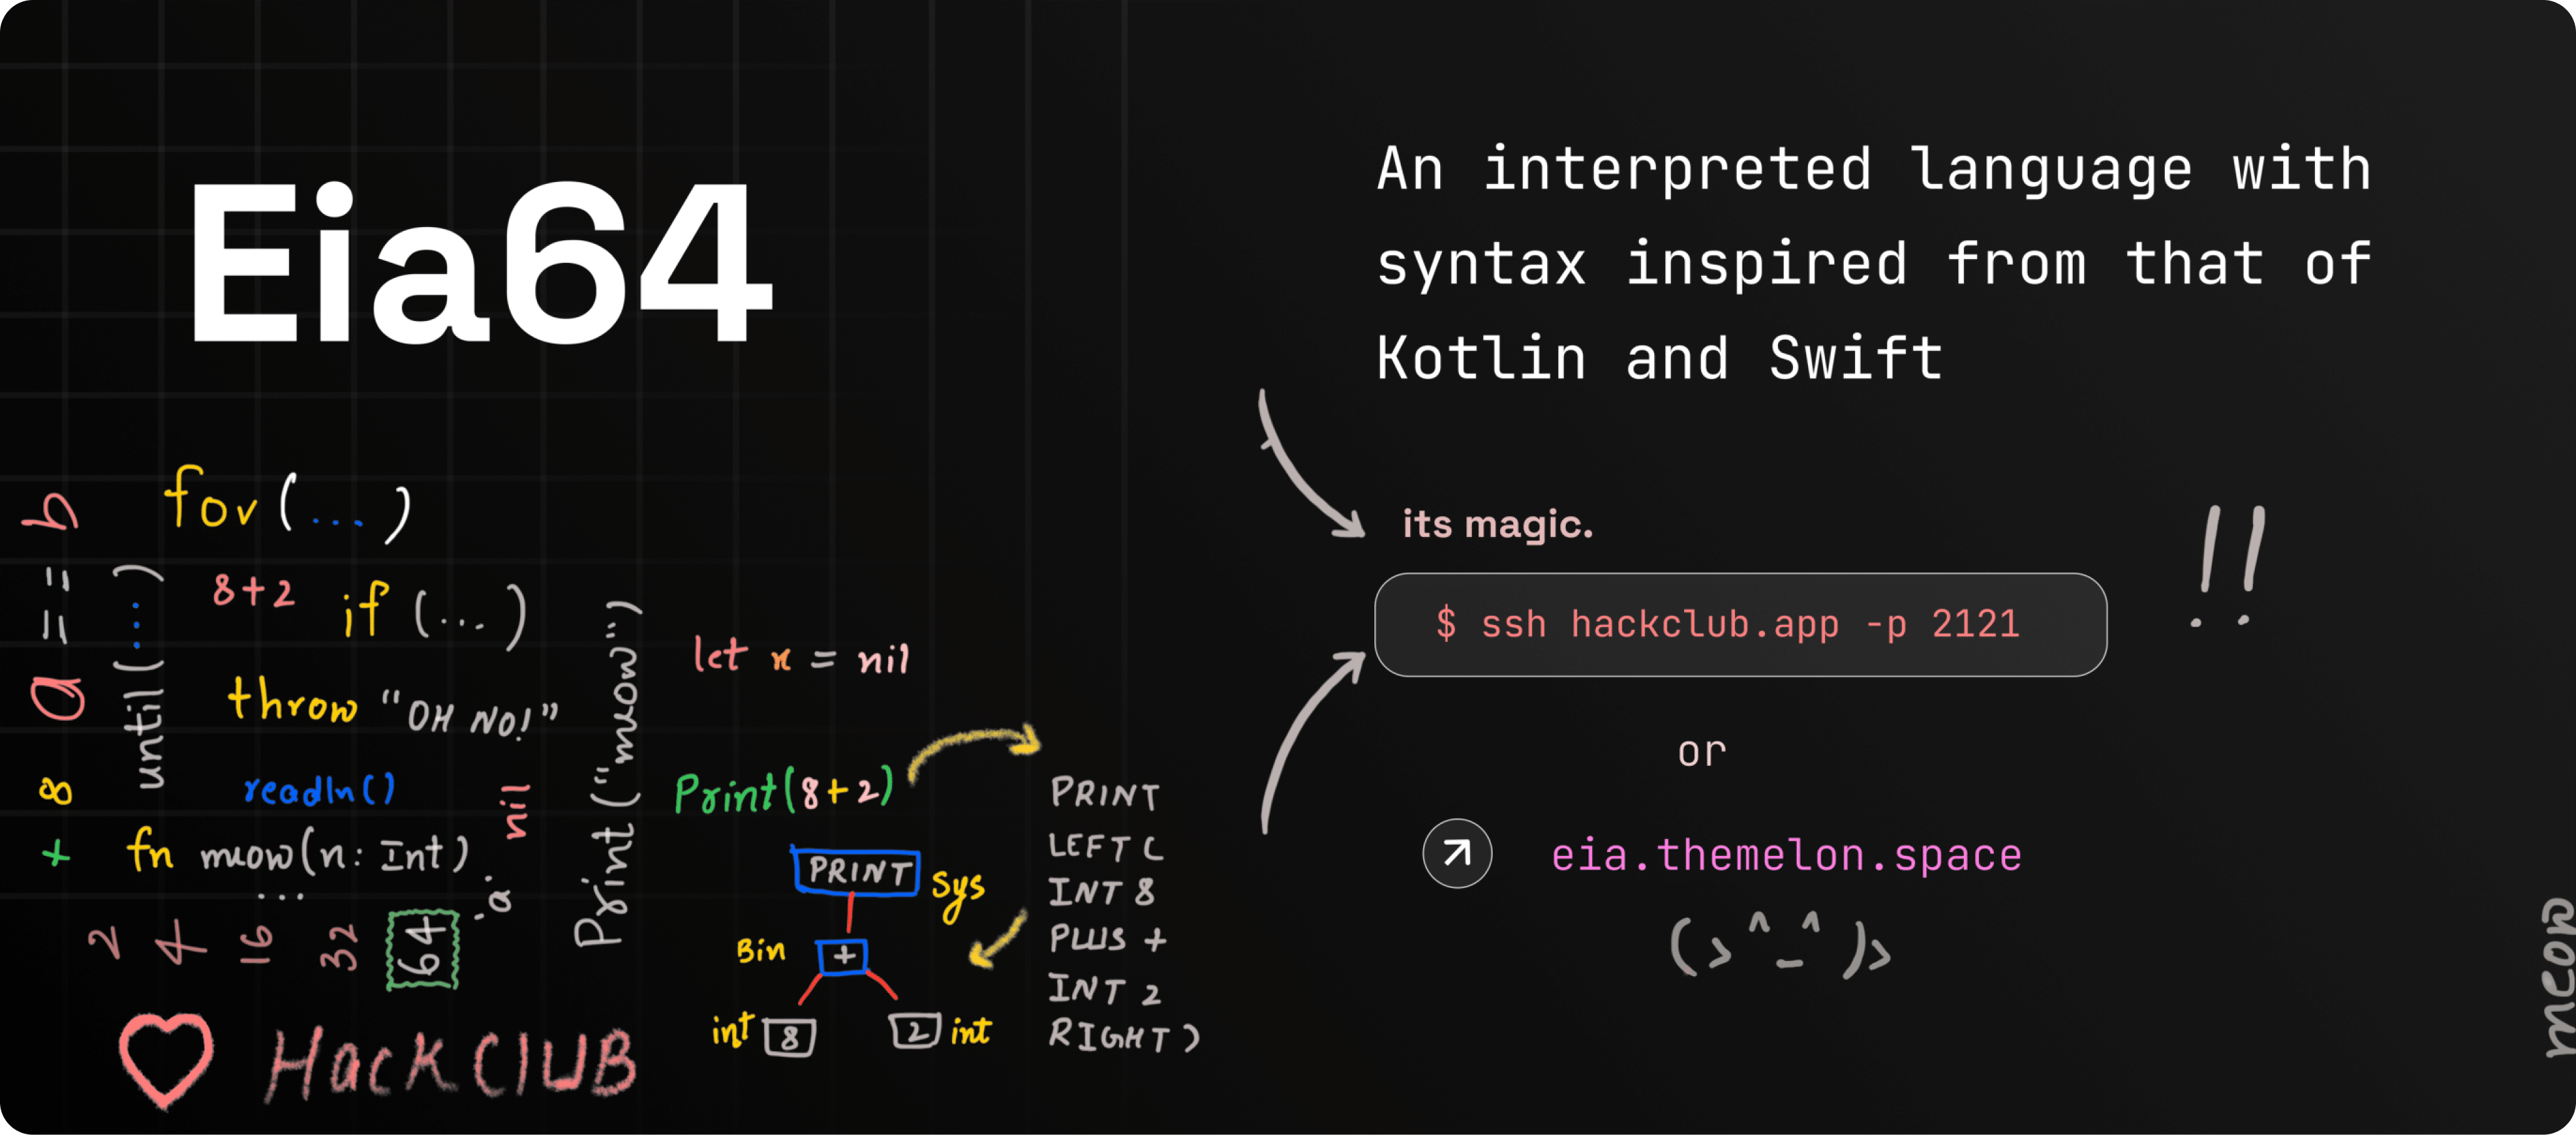 Eia64
An interpreted language with
syntax inspired from that of
Kotlin and Swift
its magic.
$ ssh hackclub.app -p 2121
!!
or
eia.themelon.space
(>^_^)>
meow
for (...)
a == b
until (...)
8+2
if (...)
throw "OH NO!"
readln()
∞
+
fn meow(n: Int)
...
nil
'a'
2 4 16 32 64
Print("meow")
HackCLUB
let x = nil
Print(8+2)
PRINT
Sys
Bin
+
int 8
2 int
PRINT
LEFT (
INT 8
PLUS +
INT 2
RIGHT )